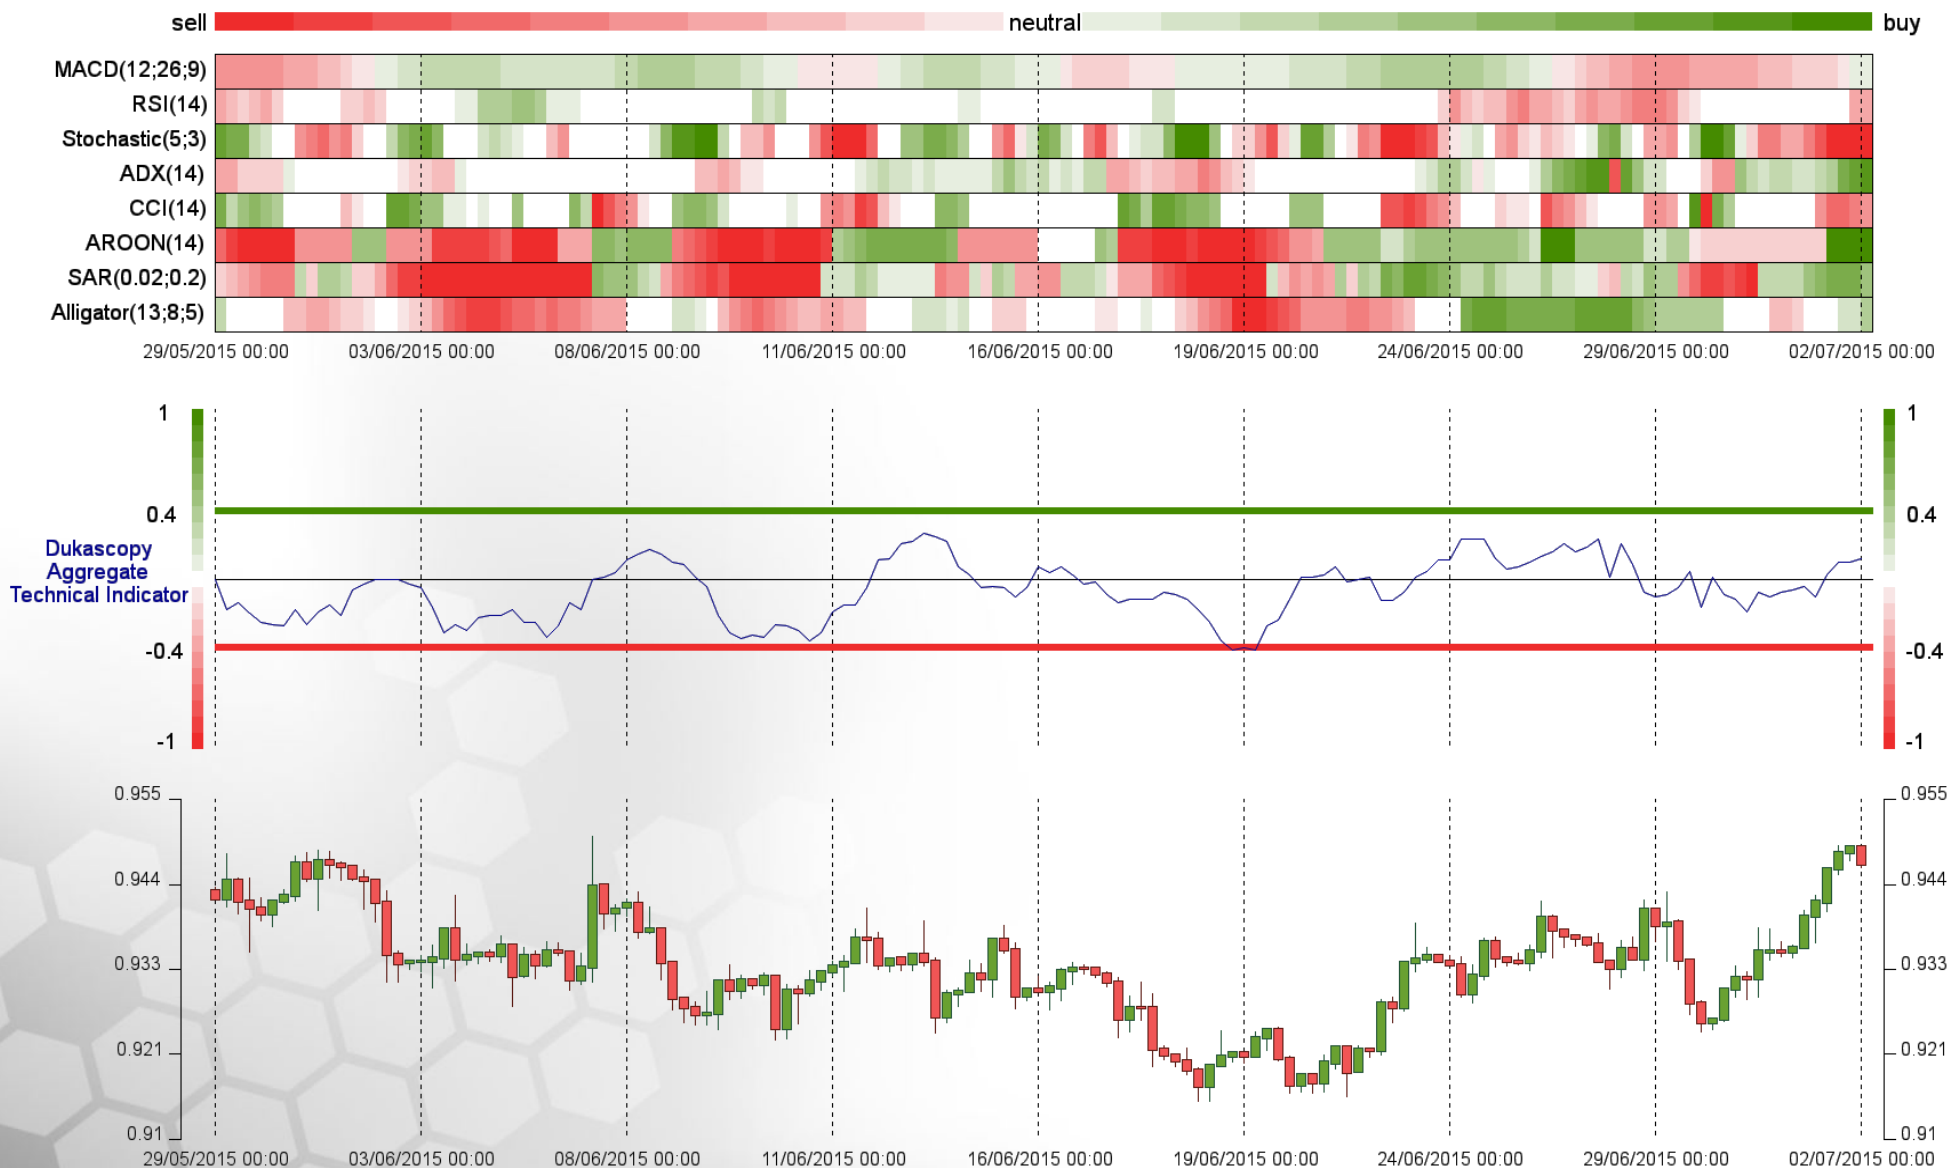 sell neutral buy
MACD(12;26;9)
RSI(14)
Stochastic(5;3)
ADX(14)
CCI(14)
AROON(14)
SAR(0.02;0.2)
Alligator(13;8;5)
29/05/2015 00:00 03/06/2015 00:00 08/06/2015 00:00 11/06/2015 00:00 16/06/2015 00:00 19/06/2015 00:00 24/06/2015 00:00 29/06/2015 00:00 02/07/2015 00:00
1 1
0.4 0.4
Dukascopy
Aggregate
Technical Indicator
-0.4 -0.4
-1 -1
0.955 0.955
0.944 0.944
0.933 0.933
0.921 0.921
0.91 0.91
29/05/2015 00:00 03/06/2015 00:00 08/06/2015 00:00 11/06/2015 00:00 16/06/2015 00:00 19/06/2015 00:00 24/06/2015 00:00 29/06/2015 00:00 02/07/2015 00:00